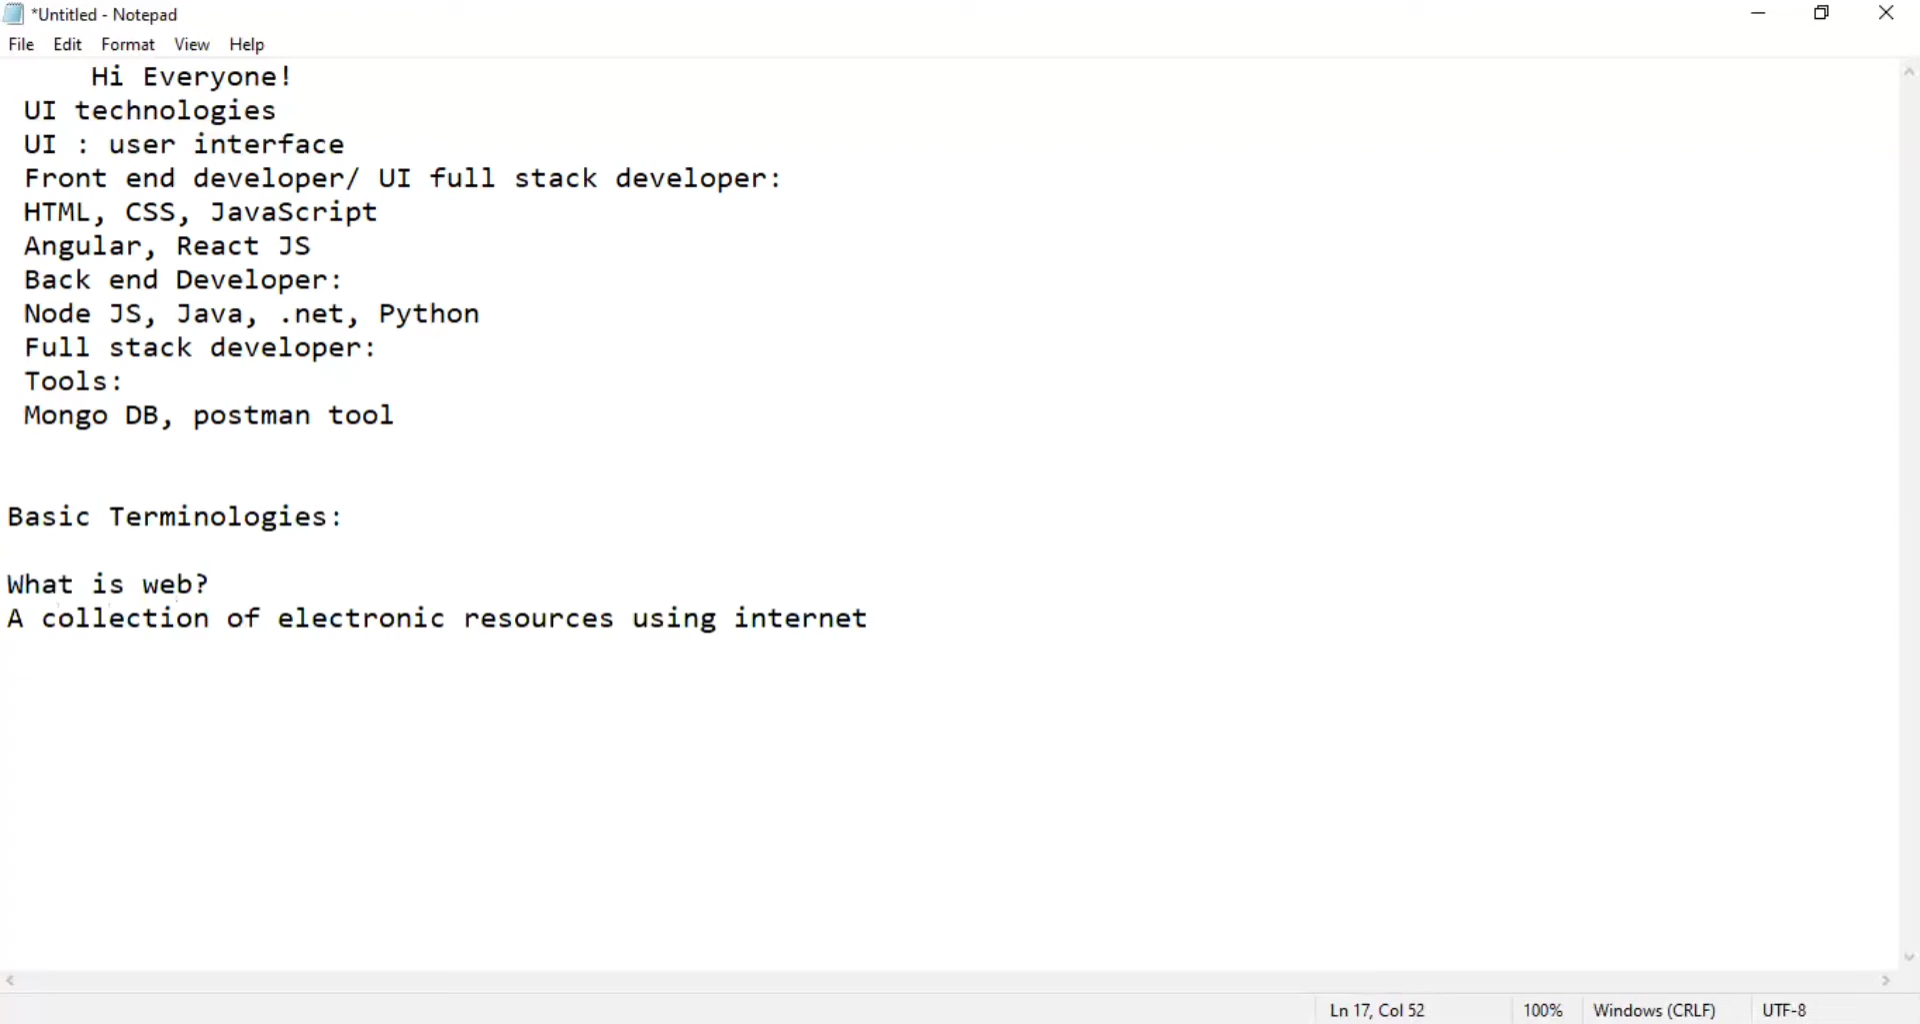 *Untitled - Notepad
File Edit Format View Help
Hi Everyone!
UI technologies
UI : user interface
Front end developer/ UI full stack developer:
HTML, CSS, JavaScript
Angular, React JS
Back end Developer:
Node JS, Java, .net, Python
Full stack developer:
Tools:
Mongo DB, postman tool
Basic Terminologies:
What is web?
A collection of electronic resources using internet
Ln 17, Col 52 100% Windows (CRLF) UTF-8